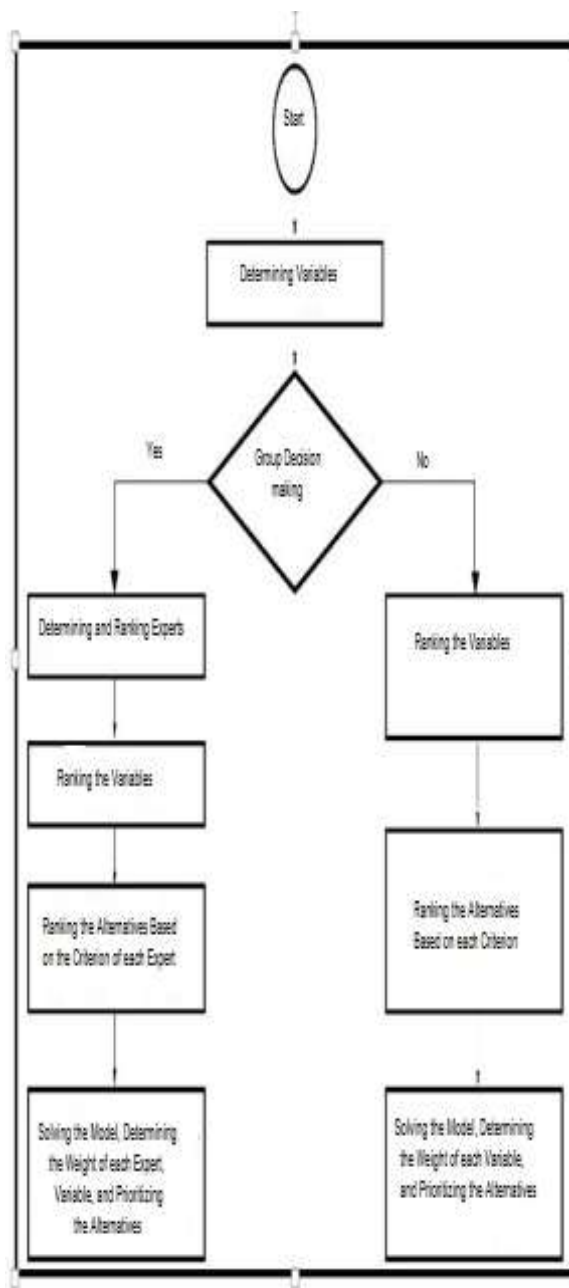 Start
Determining Variables
Group Decision
making
Yes
No
Determining and Ranking Experts
Ranking the Variables
Ranking the Variables
Ranking the Alternatives Based
on the Criterion of each Expert
Ranking the Alternatives
Based on each Criterion
Solving the Model, Determining
the Weight of each Expert,
Variable, and Prioritizing
the Alternatives
Solving the Model, Determining
the Weight of each Variable,
and Prioritizing the Alternatives